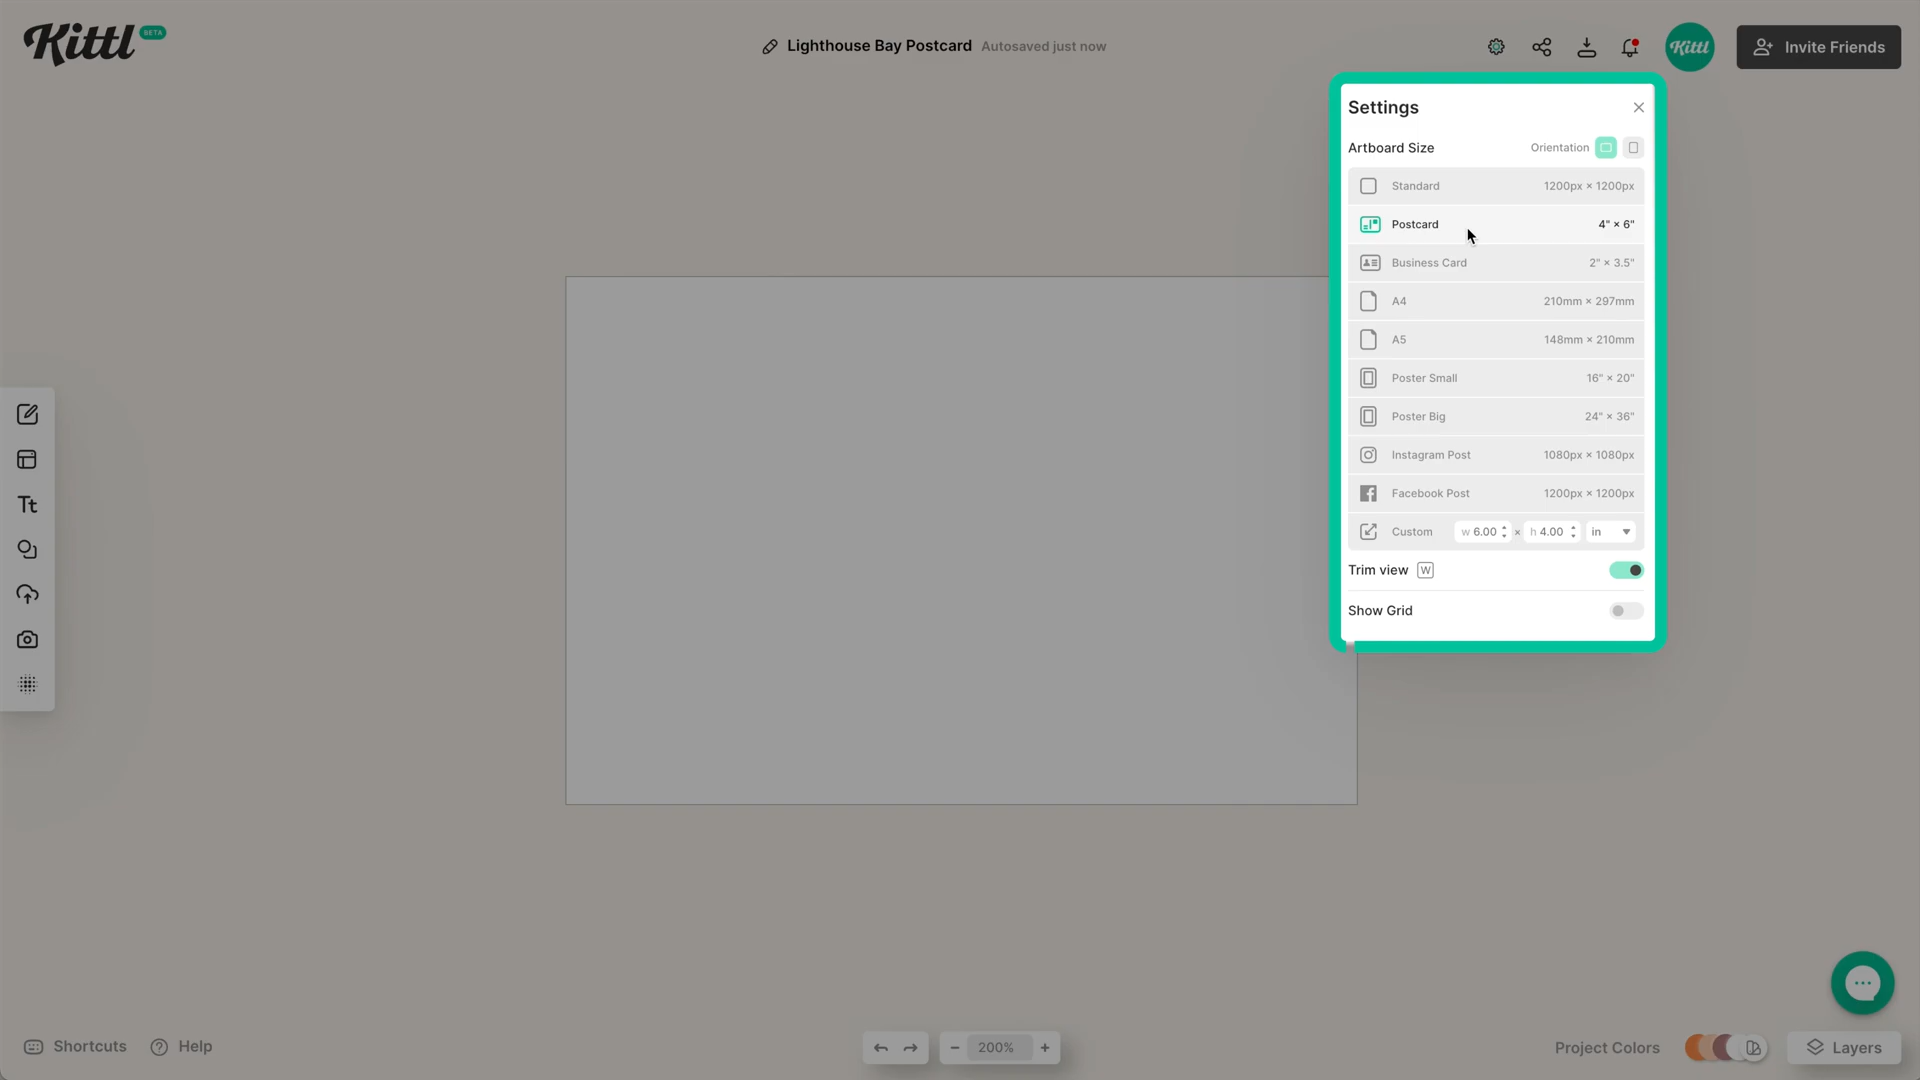 Kittl BETA
Lighthouse Bay Postcard Autosaved just now
Kittl
Invite Friends
Settings
Artboard Size Orientation
Standard 1200px × 1200px
Postcard 4" × 6"
Business Card 2" × 3.5"
A4 210mm × 297mm
A5 148mm × 210mm
Poster Small 16" × 20"
Poster Big 24" × 36"
Instagram Post 1080px × 1080px
Facebook Post 1200px × 1200px
Custom w 6.00 × h 4.00 in
Trim view W
Show Grid
Tt
Shortcuts Help
− 200% +
Project Colors
Layers